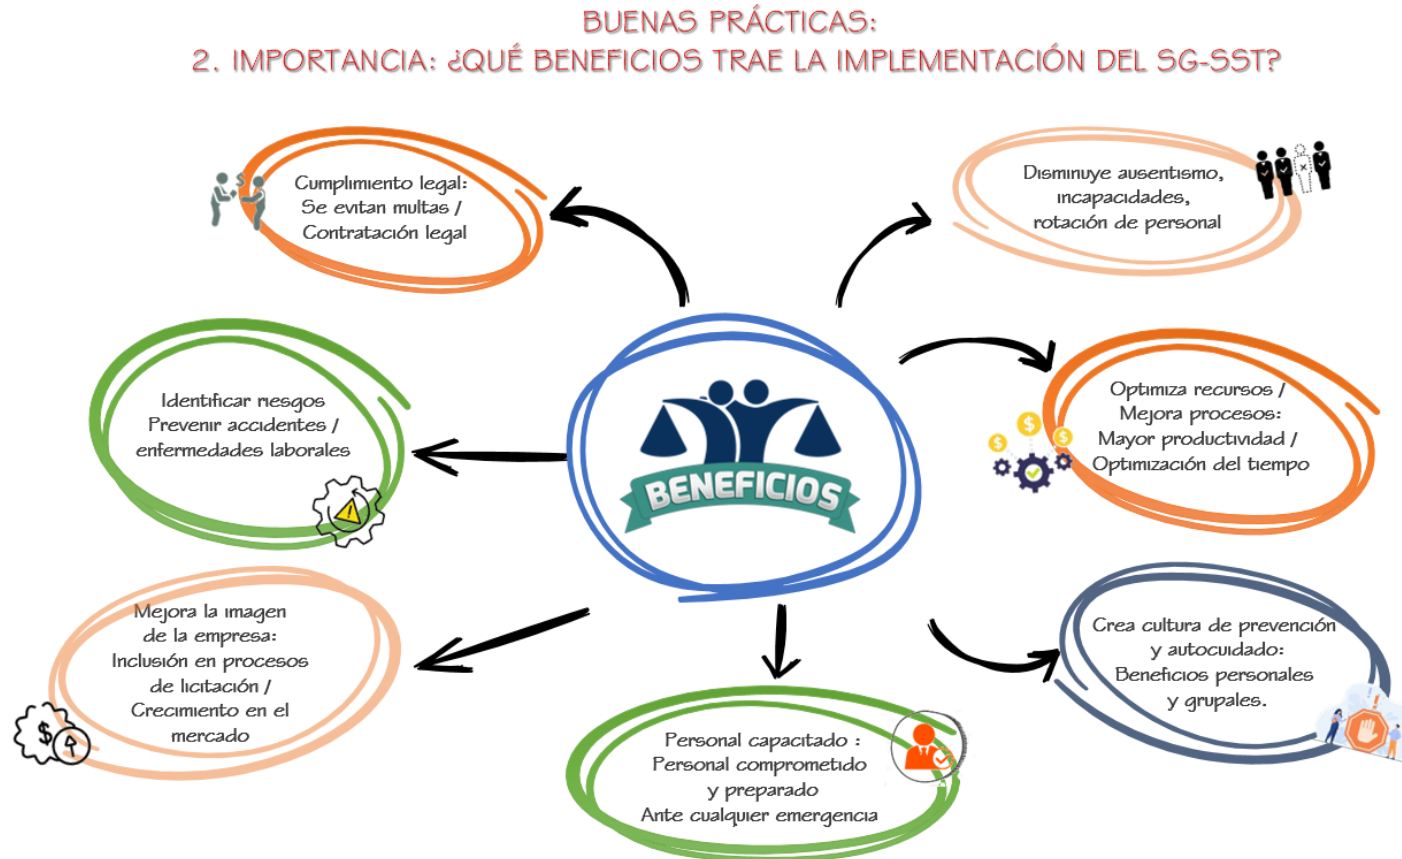 BUENAS PRÁCTICAS:
2. IMPORTANCIA: ¿QUÉ BENEFICIOS TRAE LA IMPLEMENTACIÓN DEL SG-SST?
Cumplimiento legal:
Se evitan multas /
Contratación legal
Disminuye ausentismo,
incapacidades,
rotación de personal
Identificar riesgos
Prevenir accidentes /
enfermedades laborales
BENEFICIOS
Optimiza recursos /
Mejora procesos:
Mayor productividad /
Optimización del tiempo
Mejora la imagen
de la empresa:
Inclusión en procesos
de licitación /
Crecimiento en el
mercado
Personal capacitado :
Personal comprometido
y preparado
Ante cualquier emergencia
Crea cultura de prevención
y autocuidado:
Beneficios personales
y grupales.